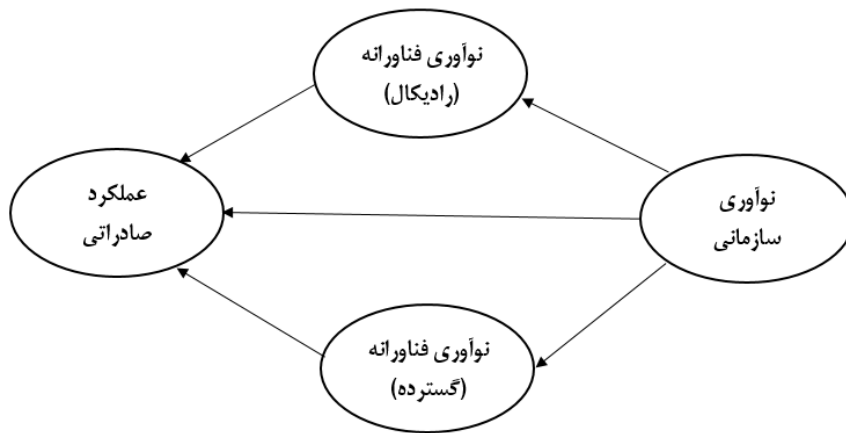 نوآوری فناورانه
(رادیکال)
نوآوری
سازمانی
عملکرد
صادراتی
نوآوری فناورانه
(گسترده)